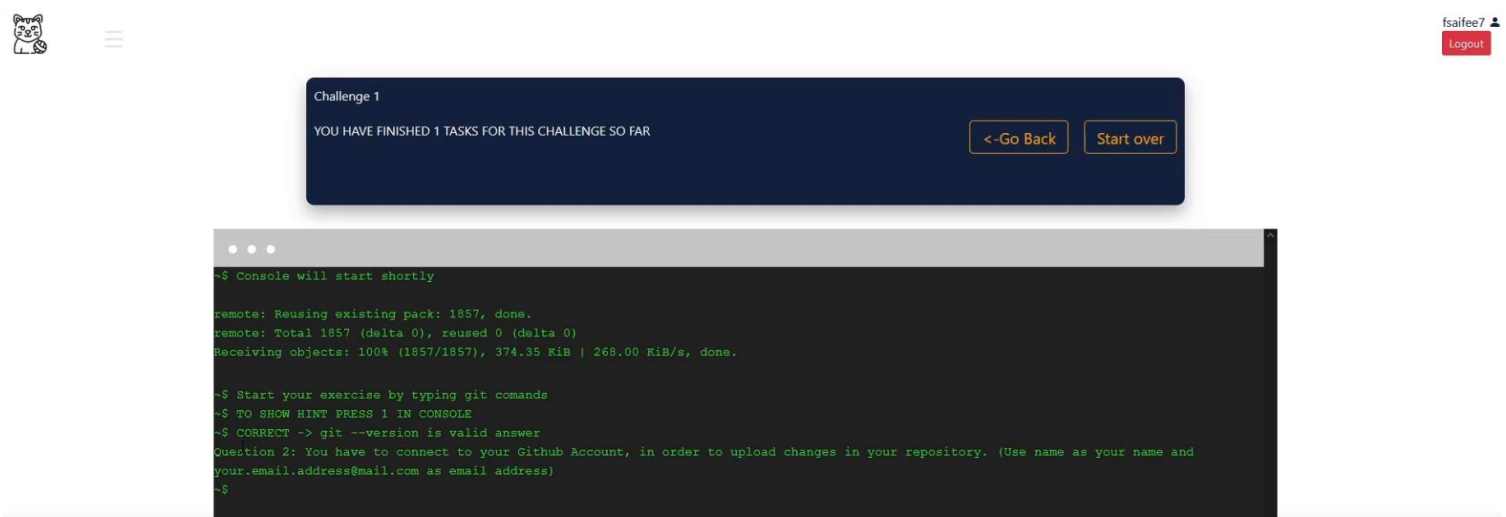 fsaifee7
Logout
Challenge 1
YOU HAVE FINISHED 1 TASKS FOR THIS CHALLENGE SO FAR
<-Go Back
Start over
~$ Console will start shortly
remote: Reusing existing pack: 1857, done.
remote: Total 1857 (delta 0), reused 0 (delta 0)
Receiving objects: 100% (1857/1857), 374.35 KiB | 268.00 KiB/s, done.
~$ Start your exercise by typing git comands
~$ TO SHOW HINT PRESS 1 IN CONSOLE
~$ CORRECT -> git --version is valid answer
Question 2: You have to connect to your Github Account, in order to upload changes in your repository. (Use name as your name and
your.email.address@mail.com as email address)
~$